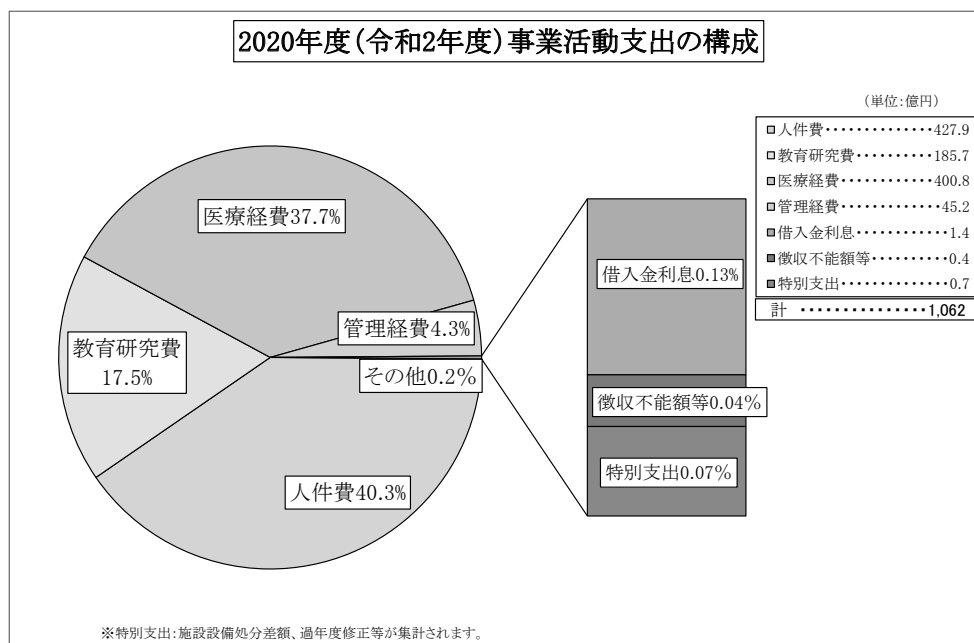 2020年度(令和2年度)事業活動支出の構成
(単位:億円)
人件費・・・・・・・・・・・・・・427.9
教育研究費・・・・・・・・・・185.7
医療経費・・・・・・・・・・・・400.8
管理経費・・・・・・・・・・・・・45.2
借入金利息・・・・・・・・・・・・1.4
徴収不能額等・・・・・・・・・・0.4
特別支出・・・・・・・・・・・・・・0.7
計 ・・・・・・・・・・・・・・・1,062
医療経費37.7%
管理経費4.3%
教育研究費
17.5%
その他0.2%
人件費40.3%
借入金利息0.13%
徴収不能額等0.04%
特別支出0.07%
※特別支出:施設設備処分差額、過年度修正等が集計されます。